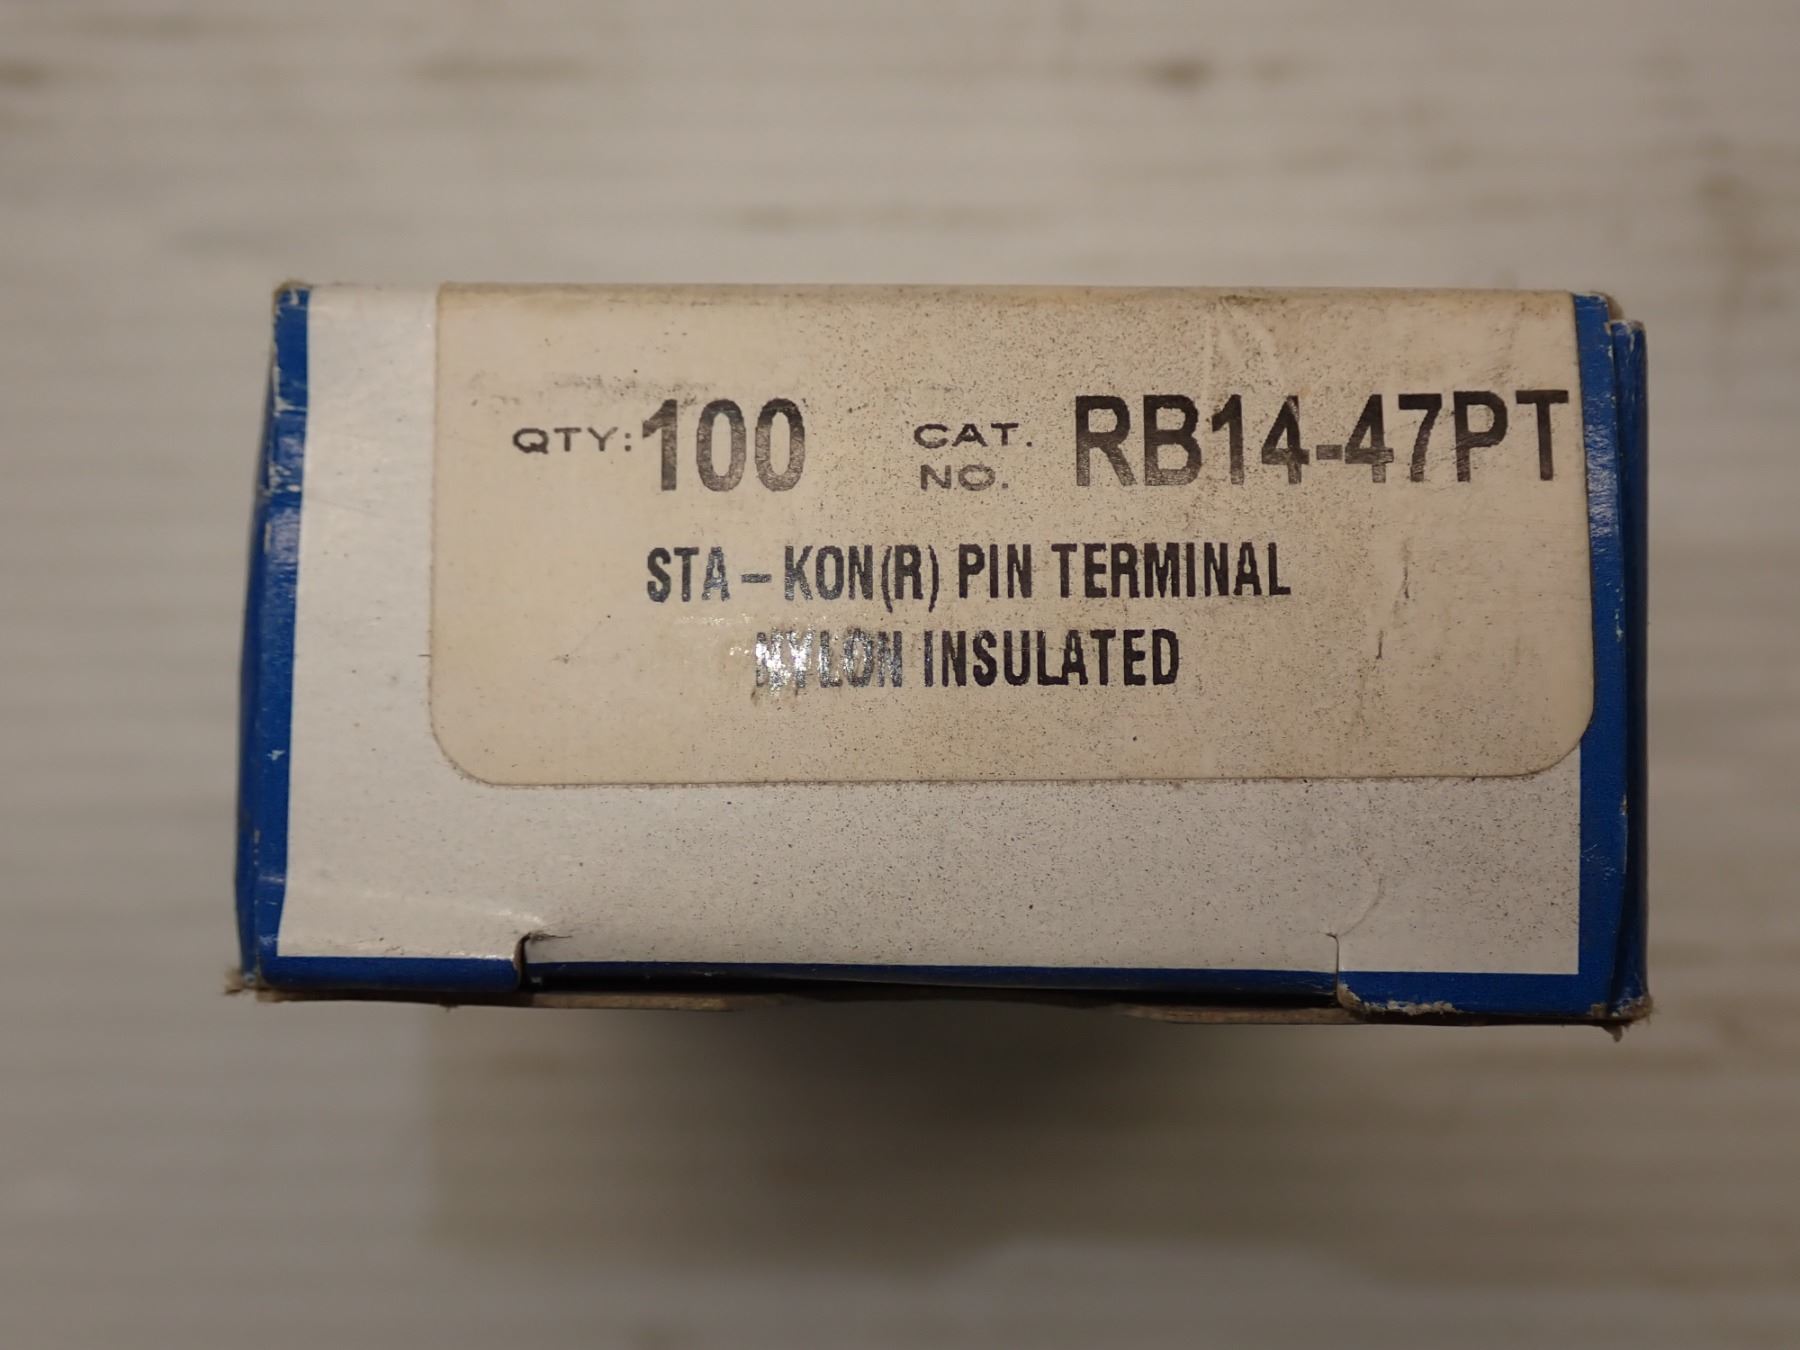 QTY: 100 CAT. NO. RB14-47PT
STA-KON(R) PIN TERMINAL
NYLON INSULATED